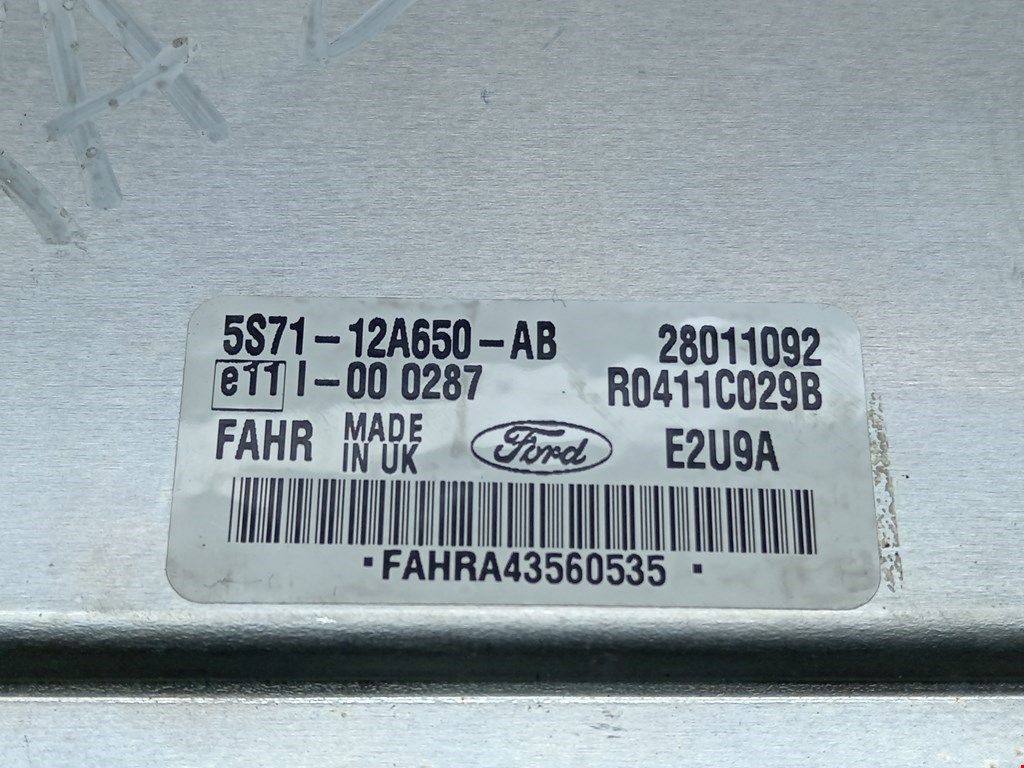 5S71-12A650-AB 28011092
e11 I-00 0287 R0411C029B
FAHR MADE IN UK Ford E2U9A
·FAHRA43560535 ·